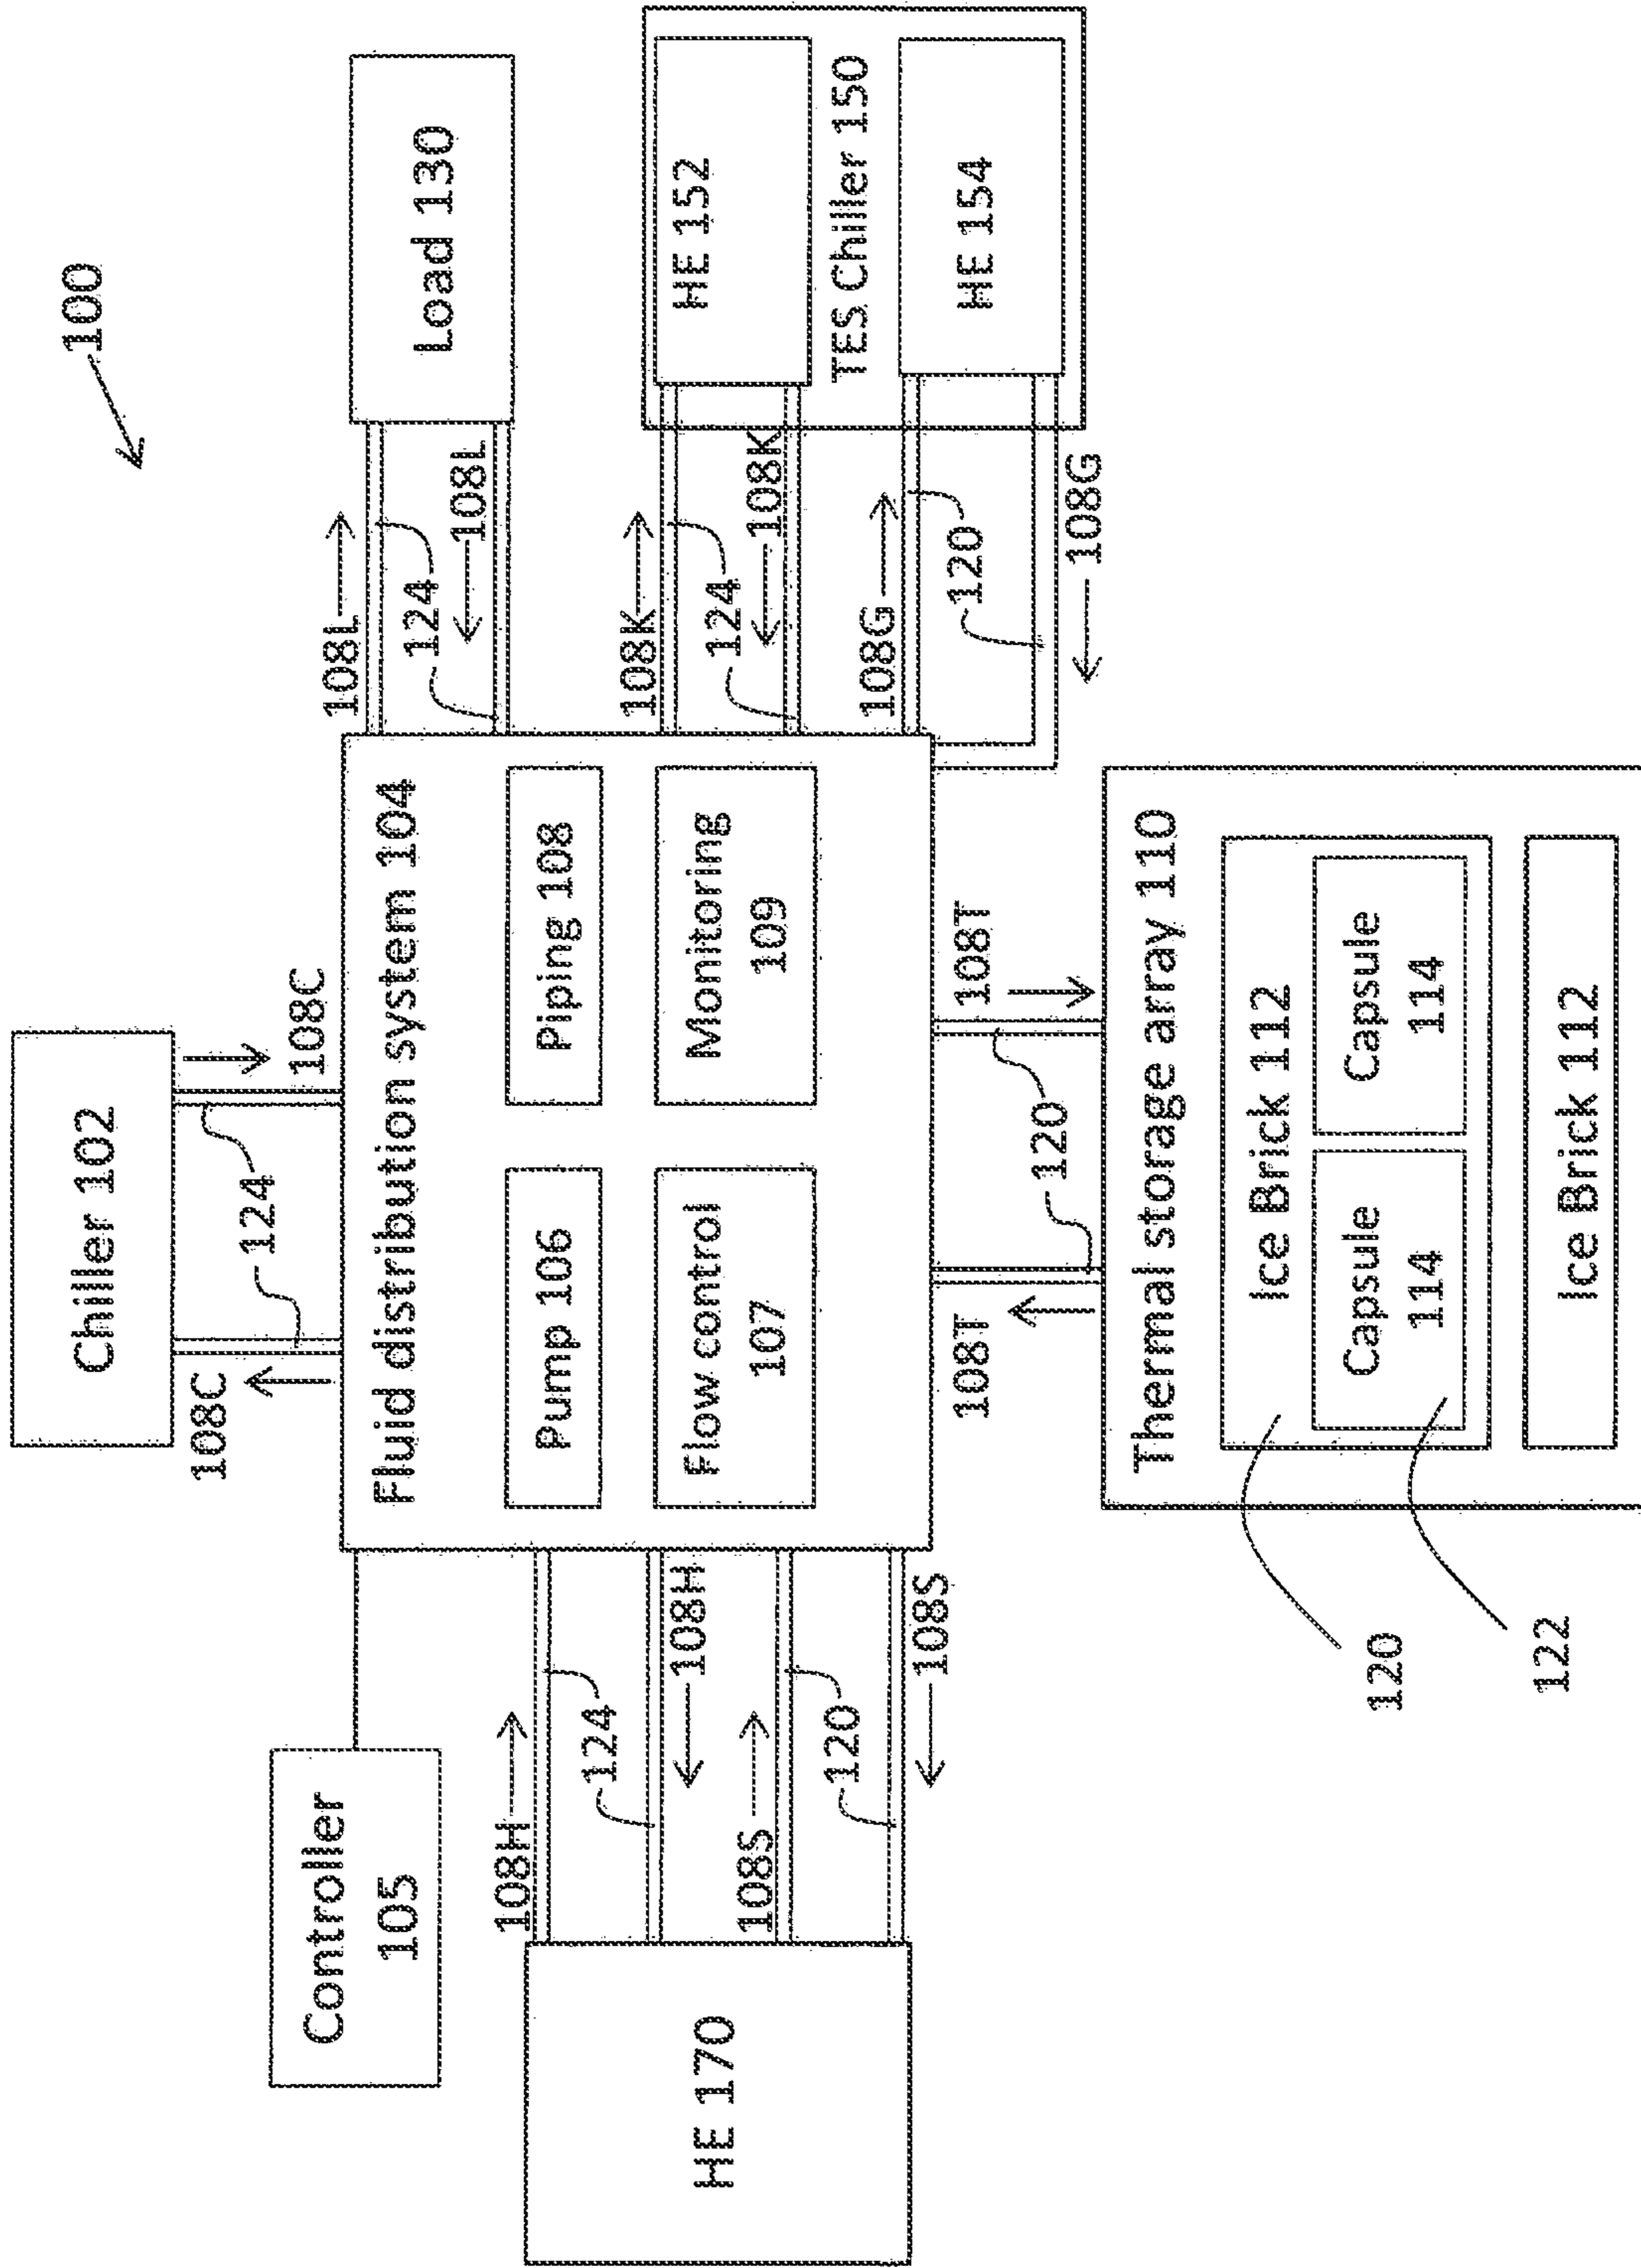 100
Chiller 102
108C
124
108C
Controller
105
Fluid distribution system 104
Pump 106
Piping 108
Flow control
107
Monitoring
109
108L
124
108L
Load 130
108H
124
108H
108S
120
108S
HE 170
108K
124
108K
108G
120
108G
HE 152
TES Chiller 150
HE 154
108T
120
108T
Thermal storage array 110
Ice Brick 112
Capsule
114
Capsule
114
Ice Brick 112
120
122